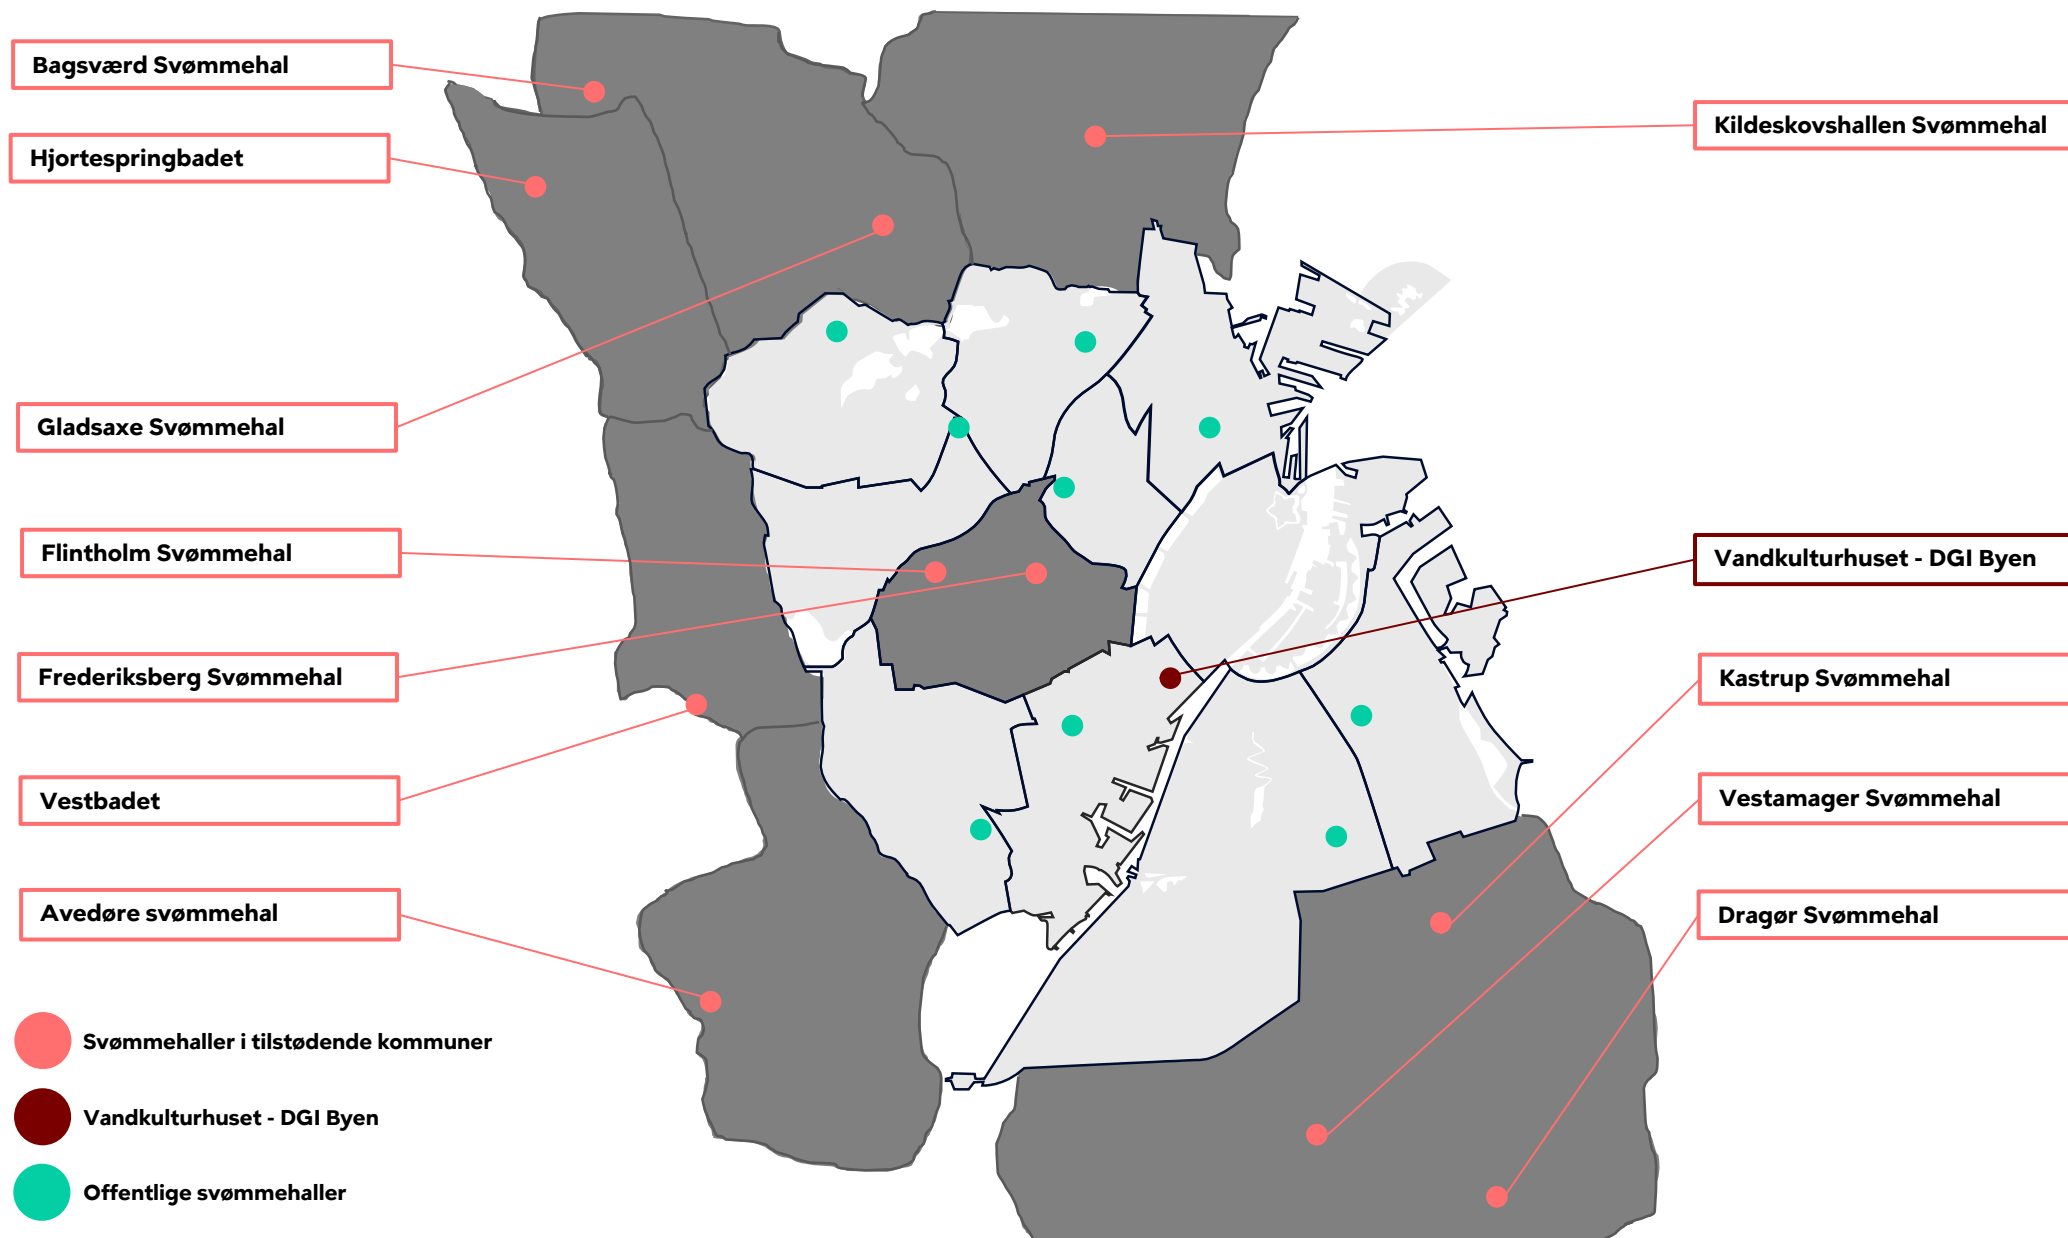 Bagsværd Svømmehal
Hjortespringbadet
Gladsaxe Svømmehal
Flintholm Svømmehal
Frederiksberg Svømmehal
Vestbadet
Avedøre svømmehal
Kildeskovshallen Svømmehal
Vandkulturhuset - DGI Byen
Kastrup Svømmehal
Vestamager Svømmehal
Dragør Svømmehal
Svømmehaller i tilstødende kommuner
Vandkulturhuset - DGI Byen
Offentlige svømmehaller